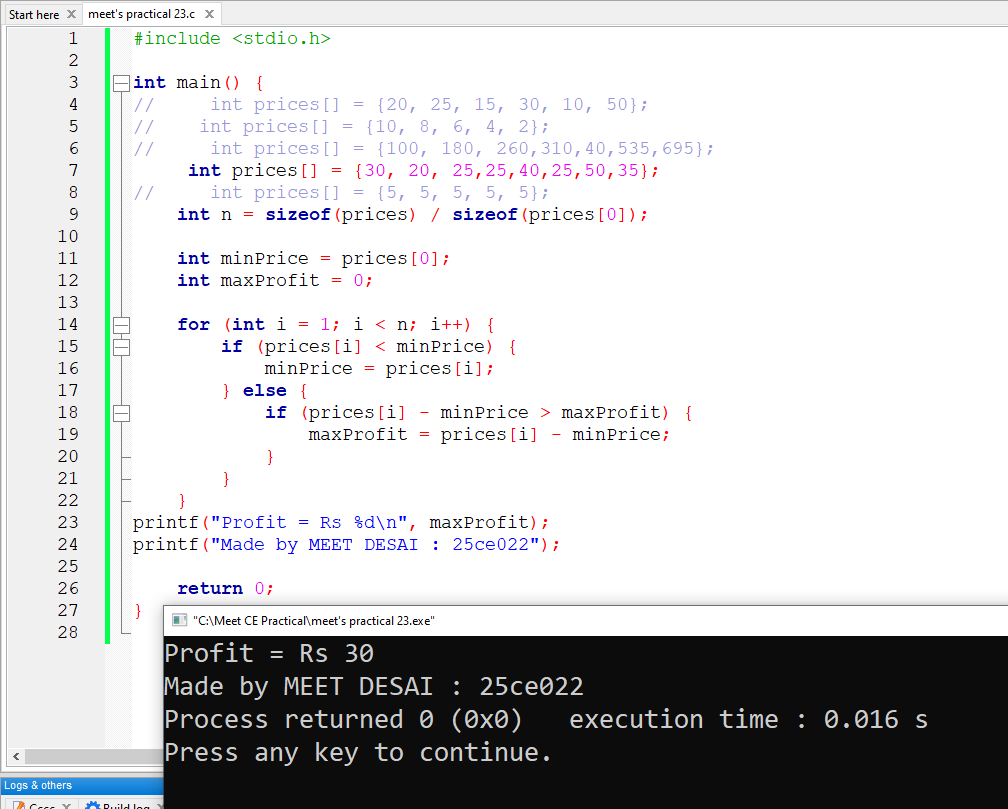 Start here X meet's practical 23.c X
1 #include <stdio.h>
2
3 int main() {
4 //     int prices[] = {20, 25, 15, 30, 10, 50};
5 //    int prices[] = {10, 8, 6, 4, 2};
6 //     int prices[] = {100, 180, 260,310,40,535,695};
7      int prices[] = {30, 20, 25,25,40,25,50,35};
8 //     int prices[] = {5, 5, 5, 5, 5};
9     int n = sizeof(prices) / sizeof(prices[0]);
10
11     int minPrice = prices[0];
12     int maxProfit = 0;
13
14     for (int i = 1; i < n; i++) {
15         if (prices[i] < minPrice) {
16             minPrice = prices[i];
17         } else {
18             if (prices[i] - minPrice > maxProfit) {
19                 maxProfit = prices[i] - minPrice;
20             }
21         }
22     }
23 printf("Profit = Rs %d\n", maxProfit);
24 printf("Made by MEET DESAI : 25ce022");
25
26     return 0;
27 }
28
"C:\Meet CE Practical\meet's practical 23.exe"
Profit = Rs 30
Made by MEET DESAI : 25ce022
Process returned 0 (0x0)   execution time : 0.016 s
Press any key to continue.
Logs & others
Cccc X Build log X